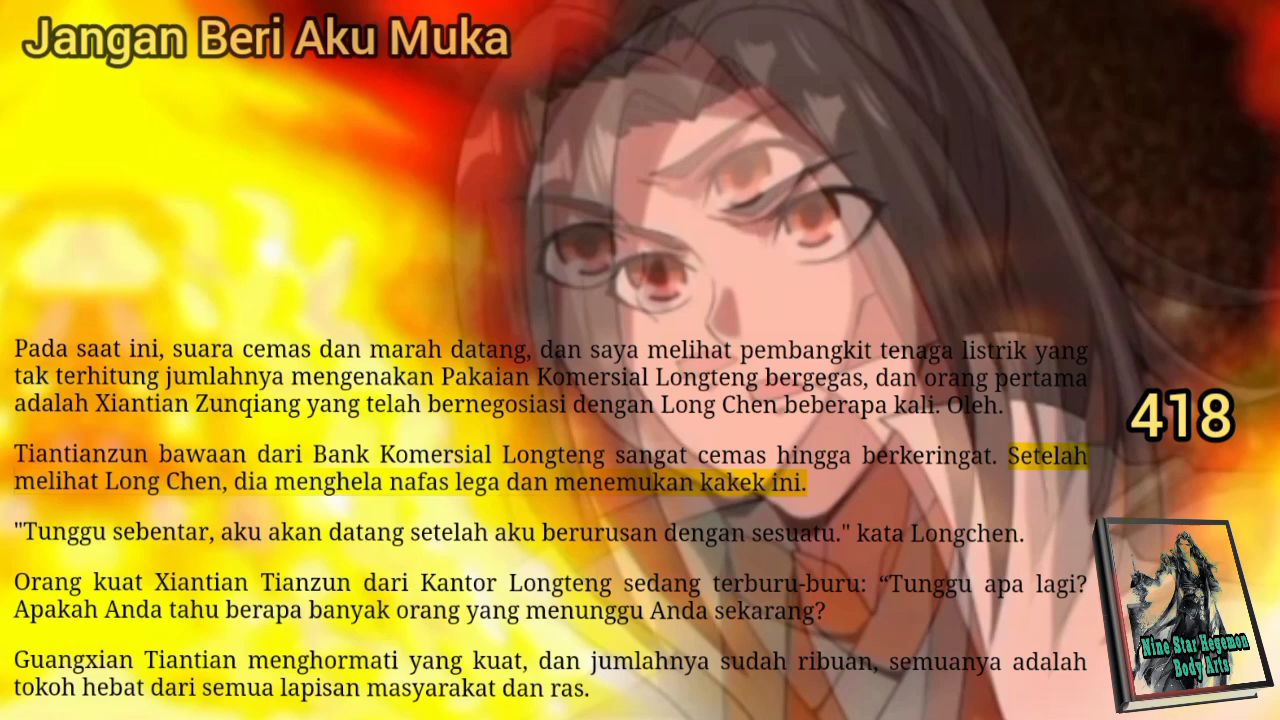 Jangan Beri Aku Muka
Pada saat ini, suara cemas dan marah datang, dan saya melihat pembangkit tenaga listrik yang
tak terhitung jumlahnya mengenakan Pakaian Komersial Longteng bergegas, dan orang pertama
adalah Xiantian Zunqiang yang telah bernegosiasi dengan Long Chen beberapa kali. Oleh.
418
Tiantianzun bawaan dari Bank Komersial Longteng sangat cemas hingga berkeringat. Setelah
melihat Long Chen, dia menghela nafas lega dan menemukan kakek ini.
"Tunggu sebentar, aku akan datang setelah aku berurusan dengan sesuatu." kata Longchen.
Orang kuat Xiantian Tianzun dari Kantor Longteng sedang terburu-buru: “Tunggu apa lagi?
Apakah Anda tahu berapa banyak orang yang menunggu Anda sekarang?
Guangxian Tiantian menghormati yang kuat, dan jumlahnya sudah ribuan, semuanya adalah
tokoh hebat dari semua lapisan masyarakat dan ras.
Nine Star Hegemon
Body Arts